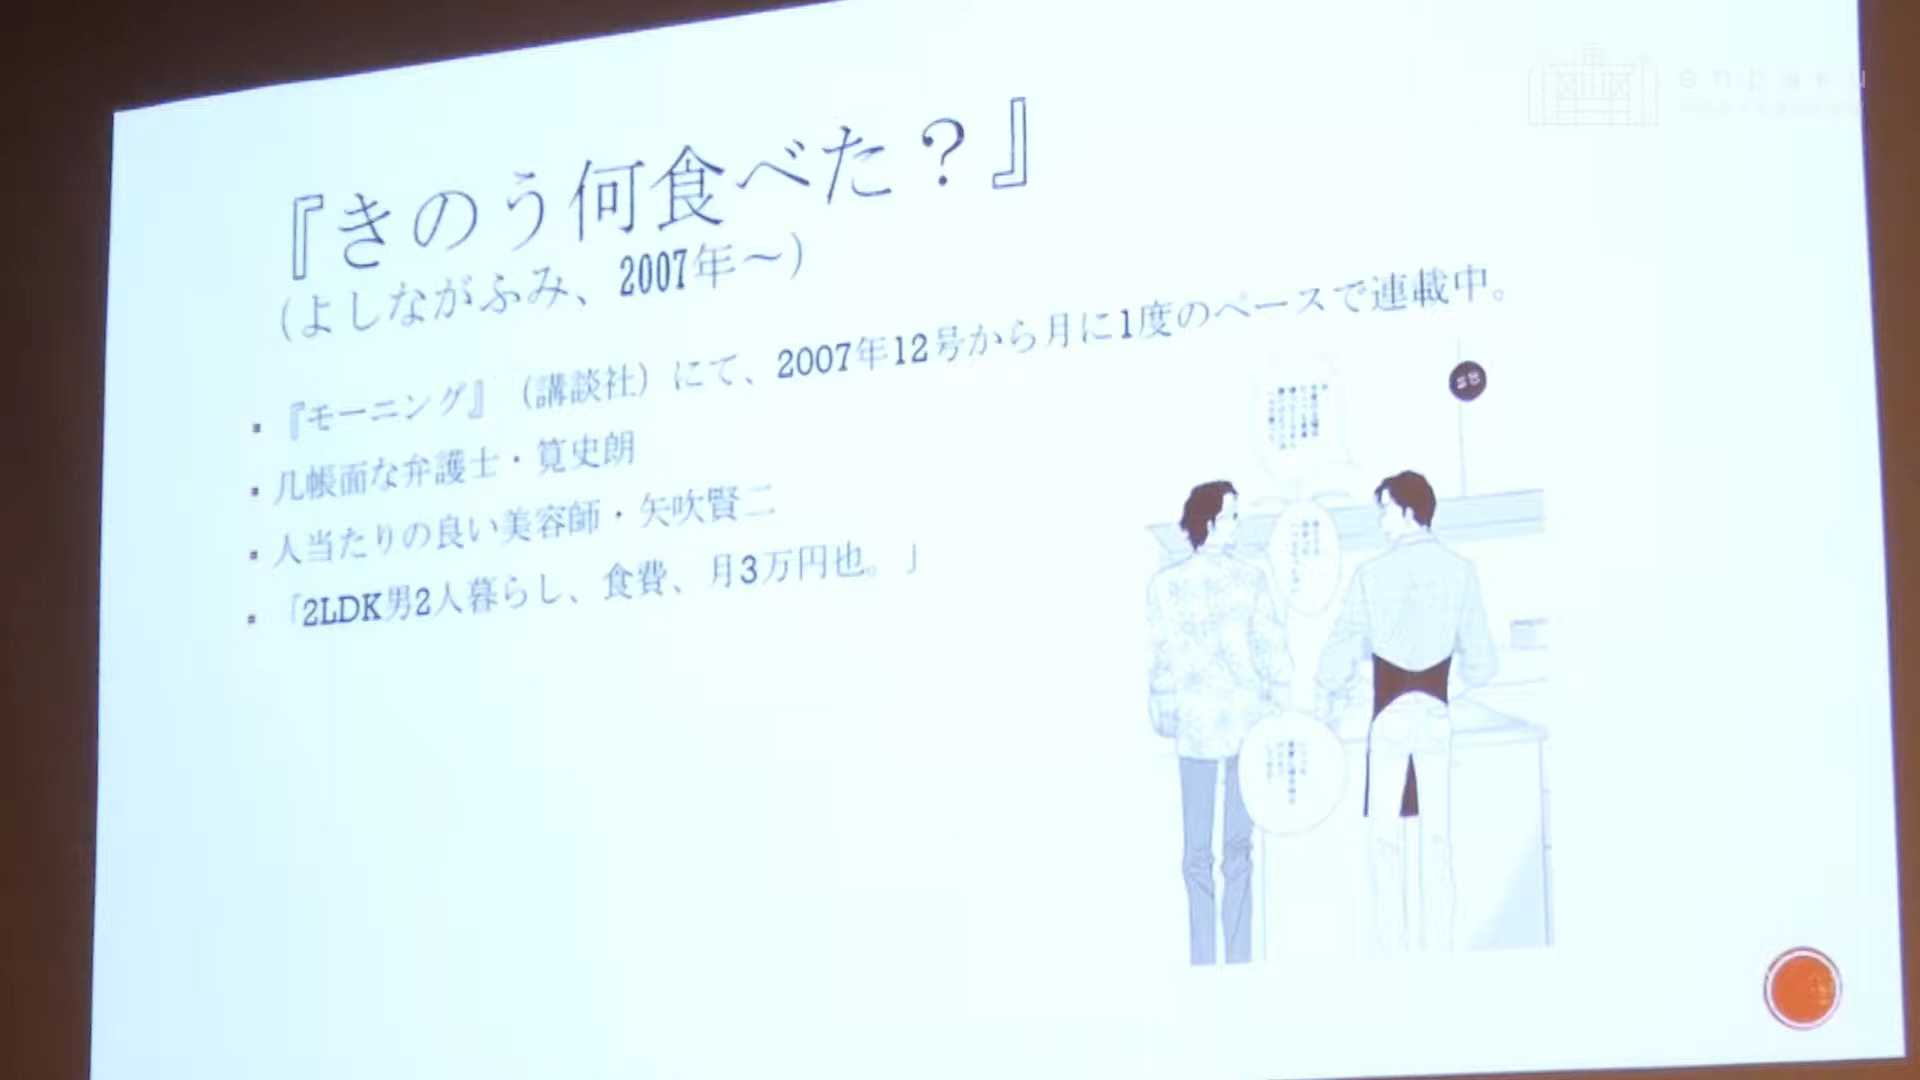 『きのう何食べた？』
(よしながふみ、2007年～)
▪ 『モーニング』（講談社）にて、2007年12号から月に1度のペースで連載中。
▪ 几帳面な弁護士・筧史朗
▪ 人当たりの良い美容師・矢吹賢二
▪ 「2LDK男2人暮らし、食費、月3万円也。」
enpaku